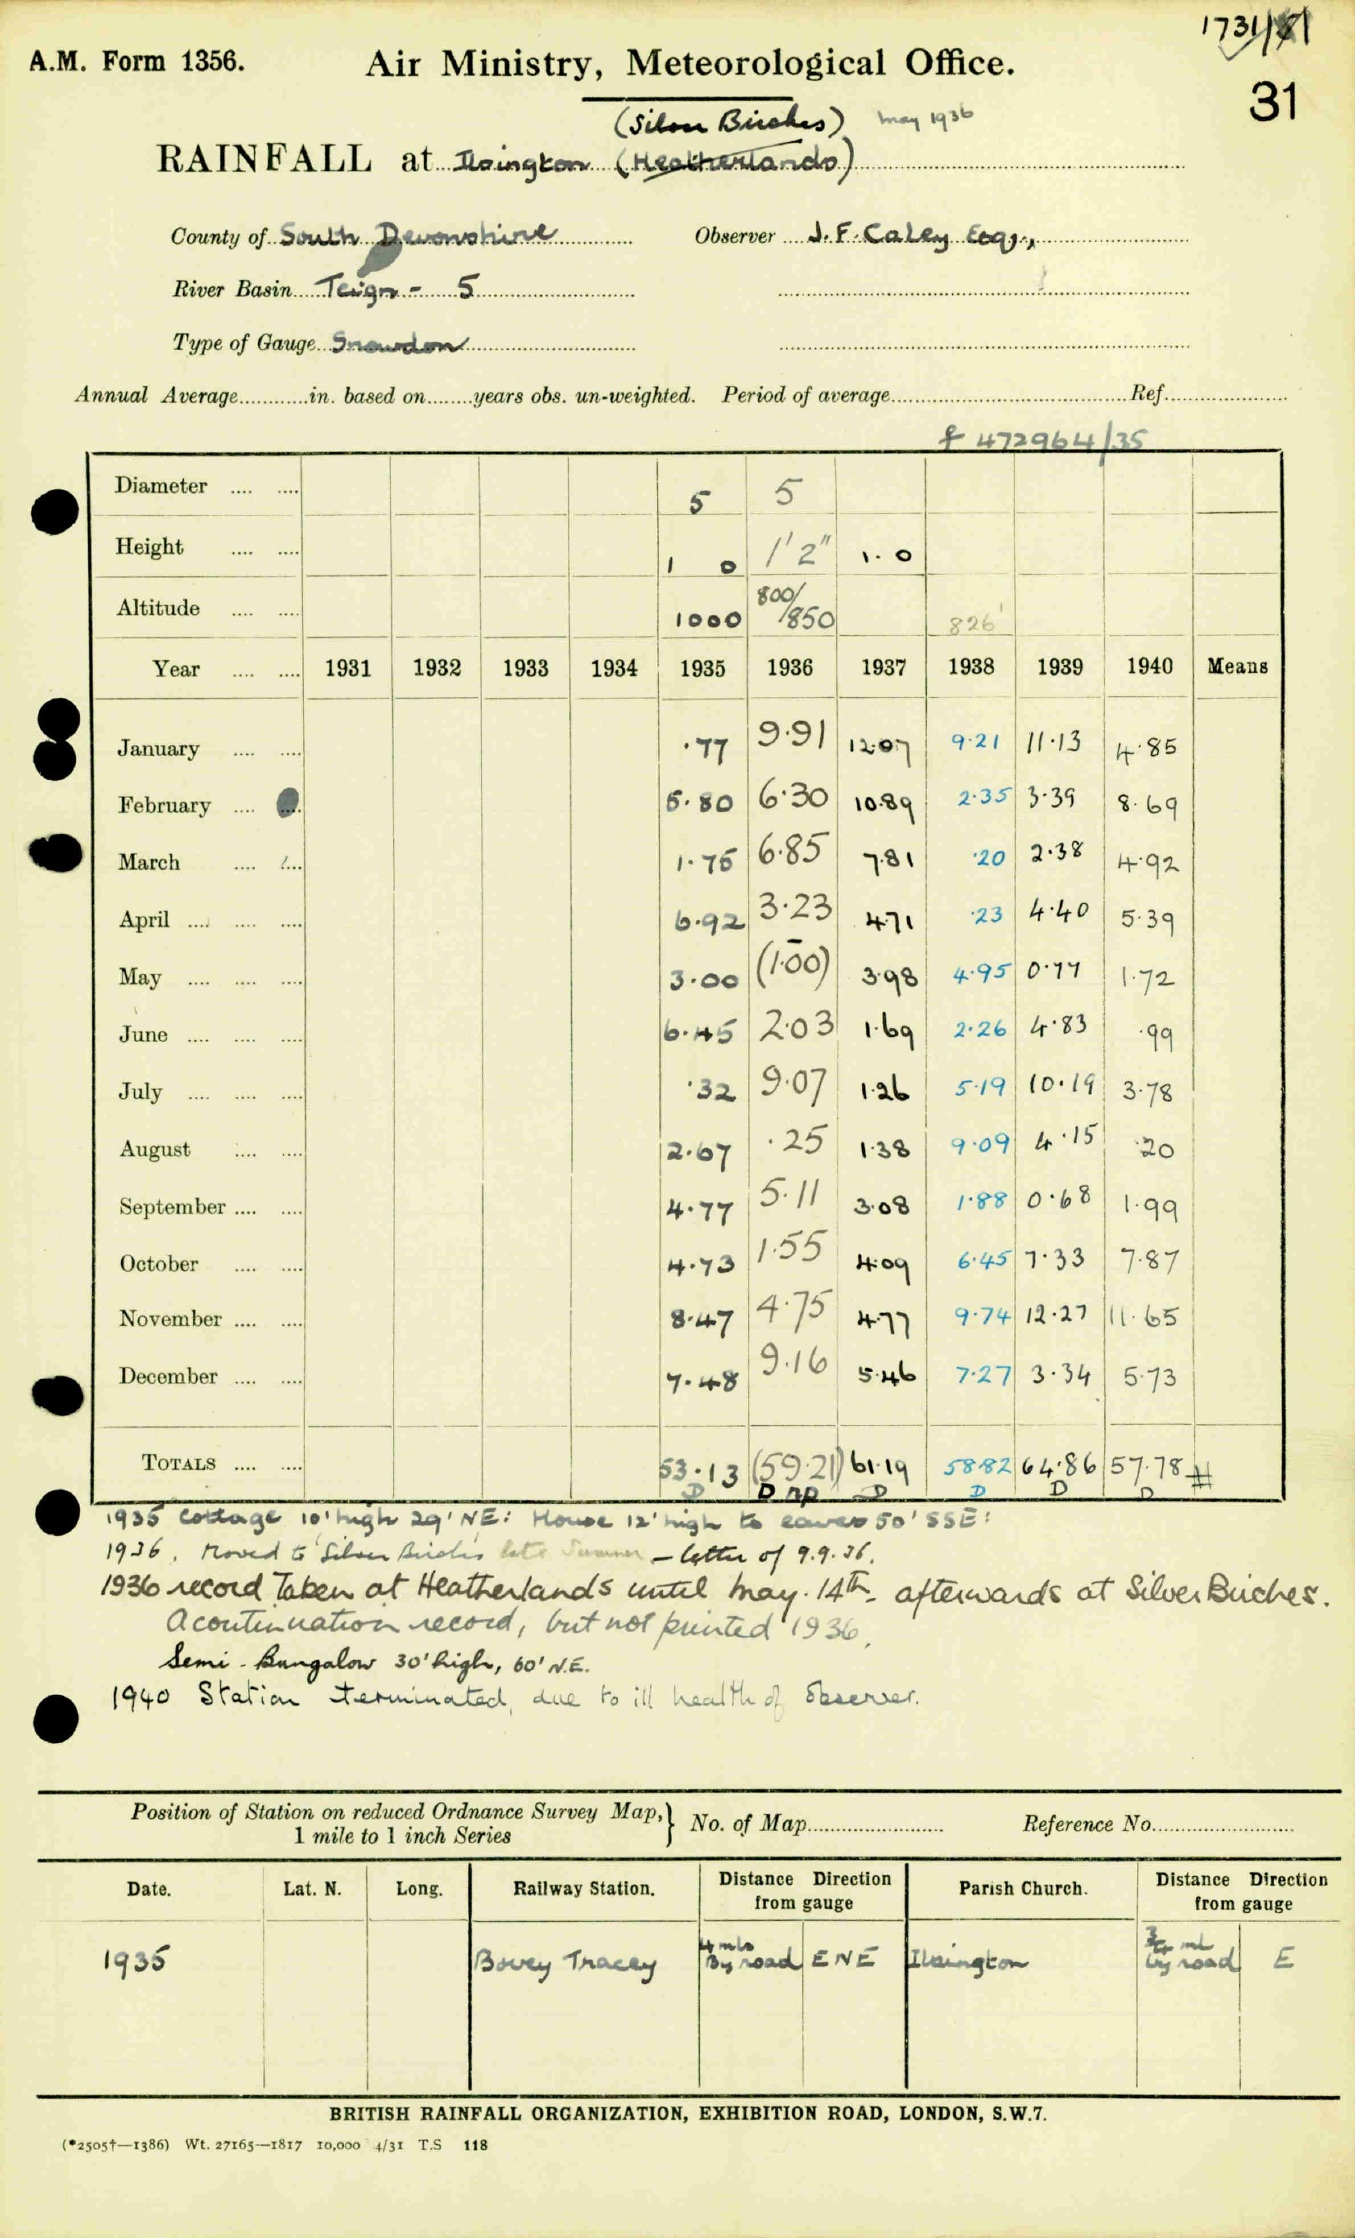 1731/
A.M. Form 1356. Air Ministry, Meteorological Office.
31
(Silver Birches) May 1936
RAINFALL at Ilsington (Heatherlands)
County of South Devonshire Observer J. F. Caley Esq.,
River Basin Teign - 5
Type of Gauge Snowdon
Annual Average............in. based on........years obs. un-weighted. Period of average........................Ref.............
472964/35
Diameter .... .... 5 5
Height .... .... 1 0 1' 2" 1. 0
Altitude .... .... 1000 800/850 826'
Year .... .... 1931 1932 1933 1934 1935 1936 1937 1938 1939 1940 Means
January .... .... ·77 9·91 12·07 9·21 11·13 4·85
February .... .... 5·80 6·30 10·89 2·35 3·39 8·69
March .... .... 1·75 6·85 7·81 ·20 2·38 4·92
April .... .... .... 6·92 3·23 4·71 ·23 4·40 5·39
May .... .... .... 3·00 (1·00) 3·98 4·95 0·77 1·72
June .... .... .... 6·45 2·03 1·69 2·26 4·83 ·99
July .... .... .... ·32 9·07 1·26 5·19 10·19 3·78
August .... .... 2·67 ·25 1·38 9·09 4·15 ·20
September .... .... 4·77 5·11 3·08 1·88 0·68 1·99
October .... .... 4·73 1·55 4·09 6·45 7·33 7·87
November .... .... 8·47 4·75 4·77 9·74 12·27 11·65
December .... .... 7·48 9·16 5·46 7·27 3·34 5·73
TOTALS .... .... 53·13 (59·21) 61·19 58·82 64·86 57·78 #
D D np D D D D
1935 Cottage 10' high 29' NE: House 12' high to eaves 50' SSE:
1936. Moved to Silver Birches late Summer – letter of 9.9.36.
1936 record taken at Heatherlands until May 14th. afterwards at Silver Birches.
A continuation record, but not printed 1936.
Semi-Bungalow 30' high, 60' N.E.
1940 Station terminated, due to ill health of observer.
Position of Station on reduced Ordnance Survey Map, } No. of Map........................ Reference No.........................
1 mile to 1 inch Series
Date. Lat. N. Long. Railway Station. Distance Direction from gauge Parish Church. Distance Direction from gauge
1935 Bovey Tracey 4 mls By road ENE Ilsington 3/4 ml by road E
BRITISH RAINFALL ORGANIZATION, EXHIBITION ROAD, LONDON, S.W.7.
(*2505†—1386) Wt. 27165—1817 10,000 4/31 T.S 118